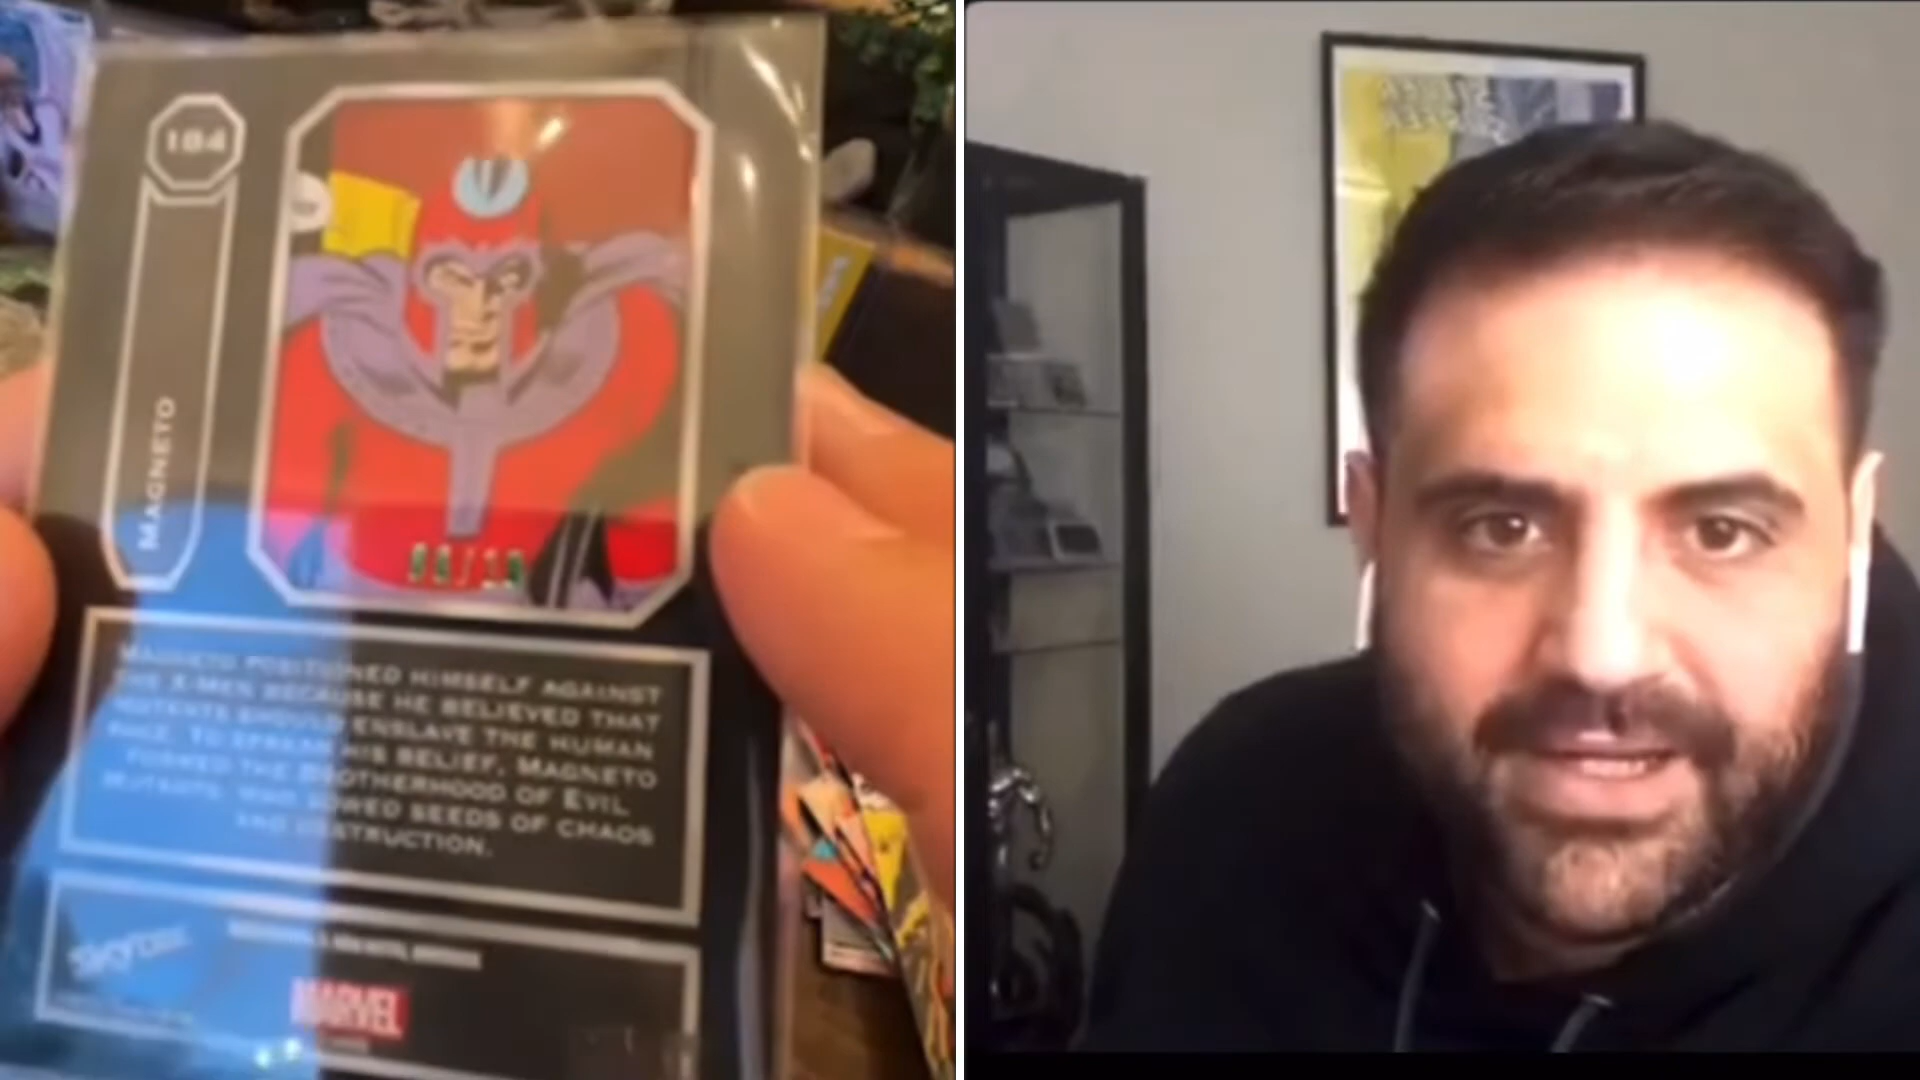 184
MAGNETO
MAGNETO POSITIONED HIMSELF AGAINST
THE X-MEN BECAUSE HE BELIEVED THAT
MUTANTS SHOULD ENSLAVE THE HUMAN
RACE. TO SPREAD HIS BELIEF, MAGNETO
FORMED THE BROTHERHOOD OF EVIL
MUTANTS, WHO SOWED SEEDS OF CHAOS
AND DESTRUCTION.
SkyBox
MARVEL